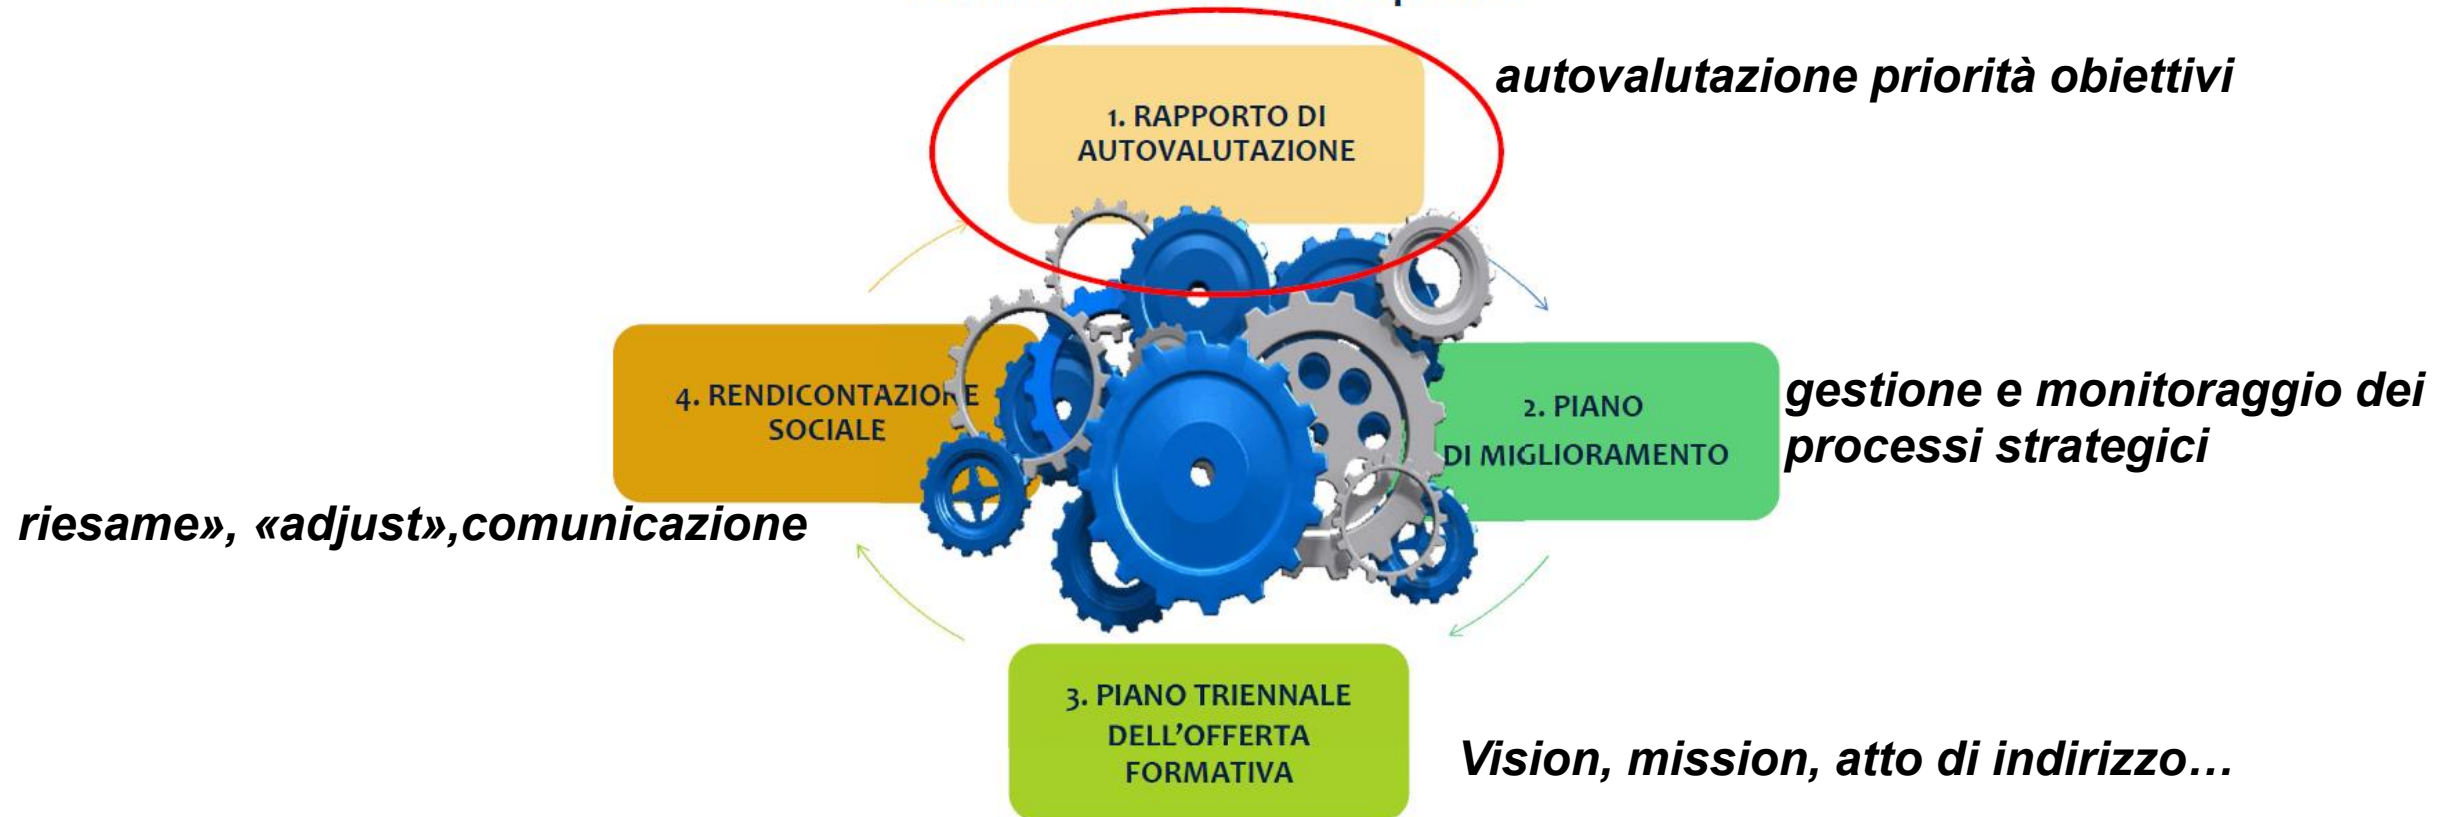 autovalutazione priorità obiettivi
1. RAPPORTO DI
AUTOVALUTAZIONE
4. RENDICONTAZIONE
SOCIALE
2. PIANO
DI MIGLIORAMENTO
gestione e monitoraggio dei
processi strategici
riesame», «adjust»,comunicazione
3. PIANO TRIENNALE
DELL'OFFERTA
FORMATIVA
Vision, mission, atto di indirizzo…